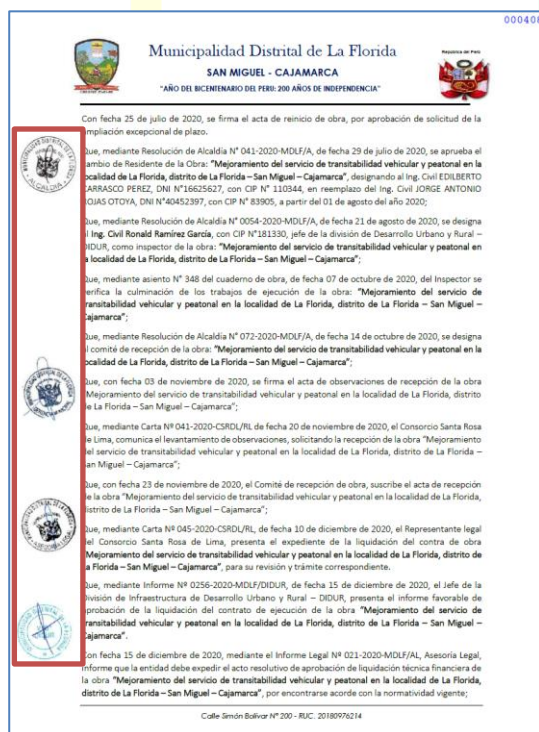 000408
Municipalidad Distrital de La Florida
República del Perú
SAN MIGUEL - CAJAMARCA
"AÑO DEL BICENTENARIO DEL PERU: 200 AÑOS DE INDEPENDENCIA"
Con fecha 25 de julio de 2020, se firma el acta de reinicio de obra, por aprobación de solicitud de la
ampliación excepcional de plazo.
Que, mediante Resolución de Alcaldía N° 041-2020-MDLF/A, de fecha 29 de julio de 2020, se aprueba el
cambio de Residente de la Obra: "Mejoramiento del servicio de transitabilidad vehicular y peatonal en la
localidad de La Florida, distrito de La Florida – San Miguel – Cajamarca", designando al Ing. Civil EDILBERTO
CARRASCO PEREZ, DNI N°16625627, con CIP N° 110344, en reemplazo del Ing. Civil JORGE ANTONIO
ROJAS OTOYA, DNI N°40452397, con CIP N° 83905, a partir del 01 de agosto del año 2020;
Que, mediante Resolución de Alcaldía N° 0054-2020-MDLF/A, de fecha 21 de agosto de 2020, se designa
al Ing. Civil Ronald Ramírez García, con CIP N°181330, jefe de la división de Desarrollo Urbano y Rural –
DIDUR, como inspector de la obra: "Mejoramiento del servicio de transitabilidad vehicular y peatonal en
la localidad de La Florida, distrito de La Florida – San Miguel – Cajamarca";
Que, mediante asiento N° 348 del cuaderno de obra, de fecha 07 de octubre de 2020, del Inspector se
verifica la culminación de los trabajos de ejecución de la obra: "Mejoramiento del servicio de
transitabilidad vehicular y peatonal en la localidad de La Florida, distrito de La Florida – San Miguel –
Cajamarca";
Que, mediante Resolución de Alcaldía N° 072-2020-MDLF/A, de fecha 14 de octubre de 2020, se designa
el comité de recepción de la obra: "Mejoramiento del servicio de transitabilidad vehicular y peatonal en la
localidad de La Florida, distrito de La Florida – San Miguel – Cajamarca";
Que, con fecha 03 de noviembre de 2020, se firma el acta de observaciones de recepción de la obra
"Mejoramiento del servicio de transitabilidad vehicular y peatonal en la localidad de La Florida, distrito
de La Florida – San Miguel – Cajamarca";
Que, mediante Carta Nº 041-2020-CSRDL/RL de fecha 20 de noviembre de 2020, el Consorcio Santa Rosa
de Lima, comunica el levantamiento de observaciones, solicitando la recepción de la obra "Mejoramiento
del servicio de transitabilidad vehicular y peatonal en la localidad de La Florida, distrito de La Florida –
San Miguel – Cajamarca";
Que, con fecha 23 de noviembre de 2020, el Comité de recepción de obra, suscribe el acta de recepción
de la obra "Mejoramiento del servicio de transitabilidad vehicular y peatonal en la localidad de La Florida,
distrito de La Florida – San Miguel – Cajamarca";
Que, mediante Carta Nº 045-2020-CSRDL/RL, de fecha 10 de diciembre de 2020, el Representante legal
del Consorcio Santa Rosa de Lima, presenta el expediente de la liquidación del contra de obra
"Mejoramiento del servicio de transitabilidad vehicular y peatonal en la localidad de La Florida, distrito de
La Florida – San Miguel – Cajamarca", para su revisión y trámite correspondiente.
Que, mediante Informe Nº 0256-2020-MDLF/DIDUR, de fecha 15 de diciembre de 2020, el Jefe de la
División de Infraestructura de Desarrollo Urbano y Rural – DIDUR, presenta el informe favorable de
aprobación de la liquidación del contrato de ejecución de la obra "Mejoramiento del servicio de
transitabilidad vehicular y peatonal en la localidad de La Florida, distrito de La Florida – San Miguel –
Cajamarca".
Con fecha 15 de diciembre de 2020, mediante el Informe Legal Nº 021-2020-MDLF/AL, Asesoría Legal,
informe que la entidad debe expedir el acto resolutivo de aprobación de liquidación técnica financiera de
la obra "Mejoramiento del servicio de transitabilidad vehicular y peatonal en la localidad de La Florida,
distrito de La Florida – San Miguel – Cajamarca", por encontrarse acorde con la normatividad vigente;
ALCALDIA
Calle Simón Bolívar Nº 200 - RUC. 20180976214